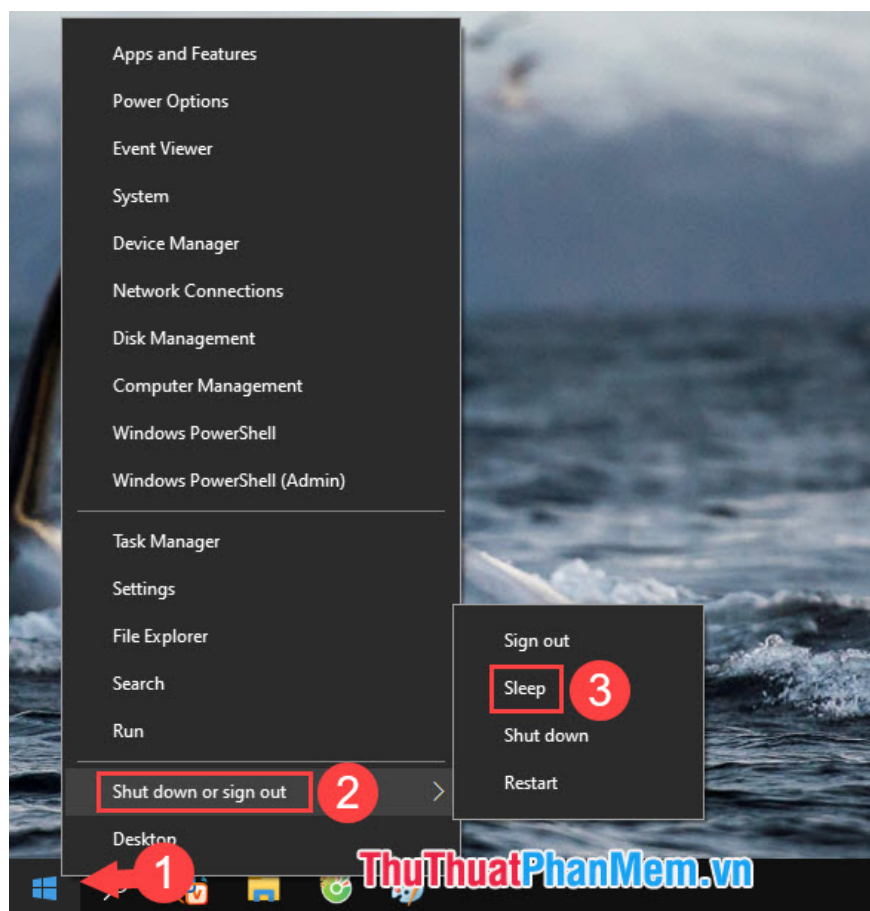 Apps and Features
Power Options
Event Viewer
System
Device Manager
Network Connections
Disk Management
Computer Management
Windows PowerShell
Windows PowerShell (Admin)
Task Manager
Settings
File Explorer
Search
Run
Shut down or sign out 2
Desktop
Sign out
Sleep 3
Shut down
Restart
1
ThuThuatPhanMem.vn